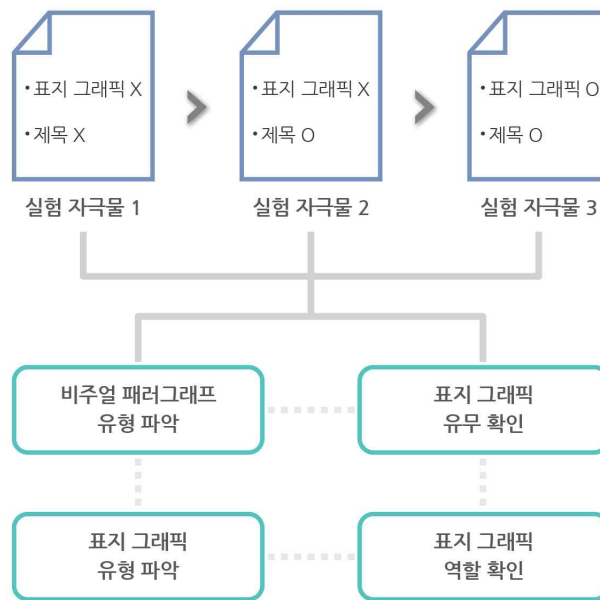 • 표지 그래픽 X
• 제목 X
• 표지 그래픽 X
• 제목 O
• 표지 그래픽 O
• 제목 O
실험 자극물 1
실험 자극물 2
실험 자극물 3
비주얼 패러그래프
유형 파악
표지 그래픽
유무 확인
표지 그래픽
유형 파악
표지 그래픽
역할 확인